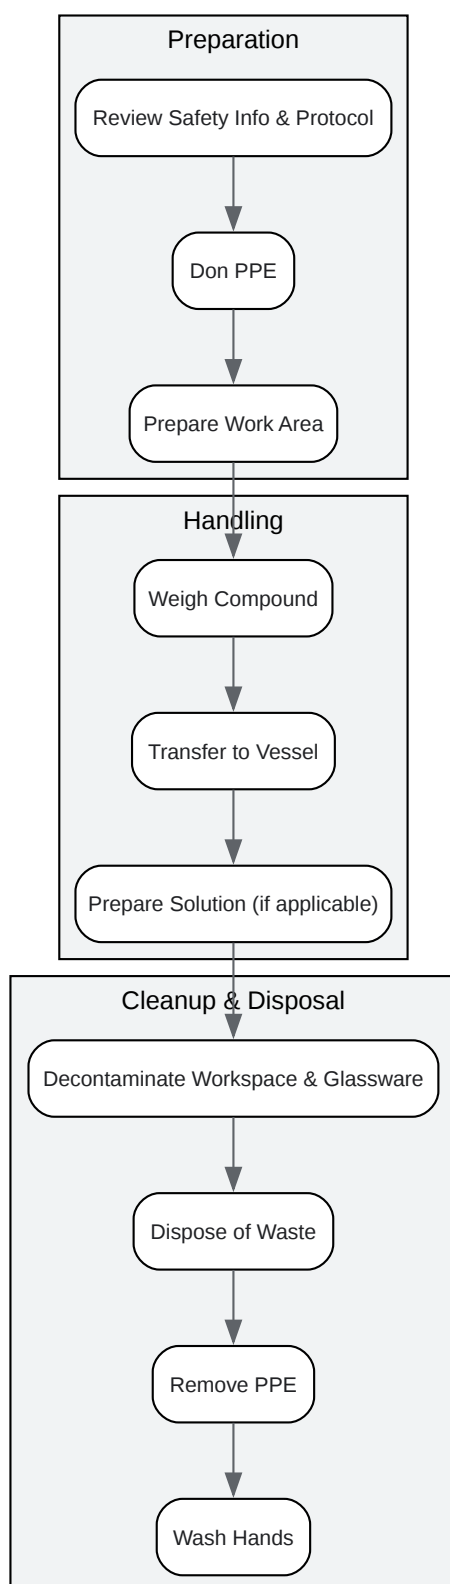 Preparation
Review Safety Info & Protocol
Don PPE
Prepare Work Area
Handling
Weigh Compound
Transfer to Vessel
Prepare Solution (if applicable)
Cleanup & Disposal
Decontaminate Workspace & Glassware
Dispose of Waste
Remove PPE
Wash Hands